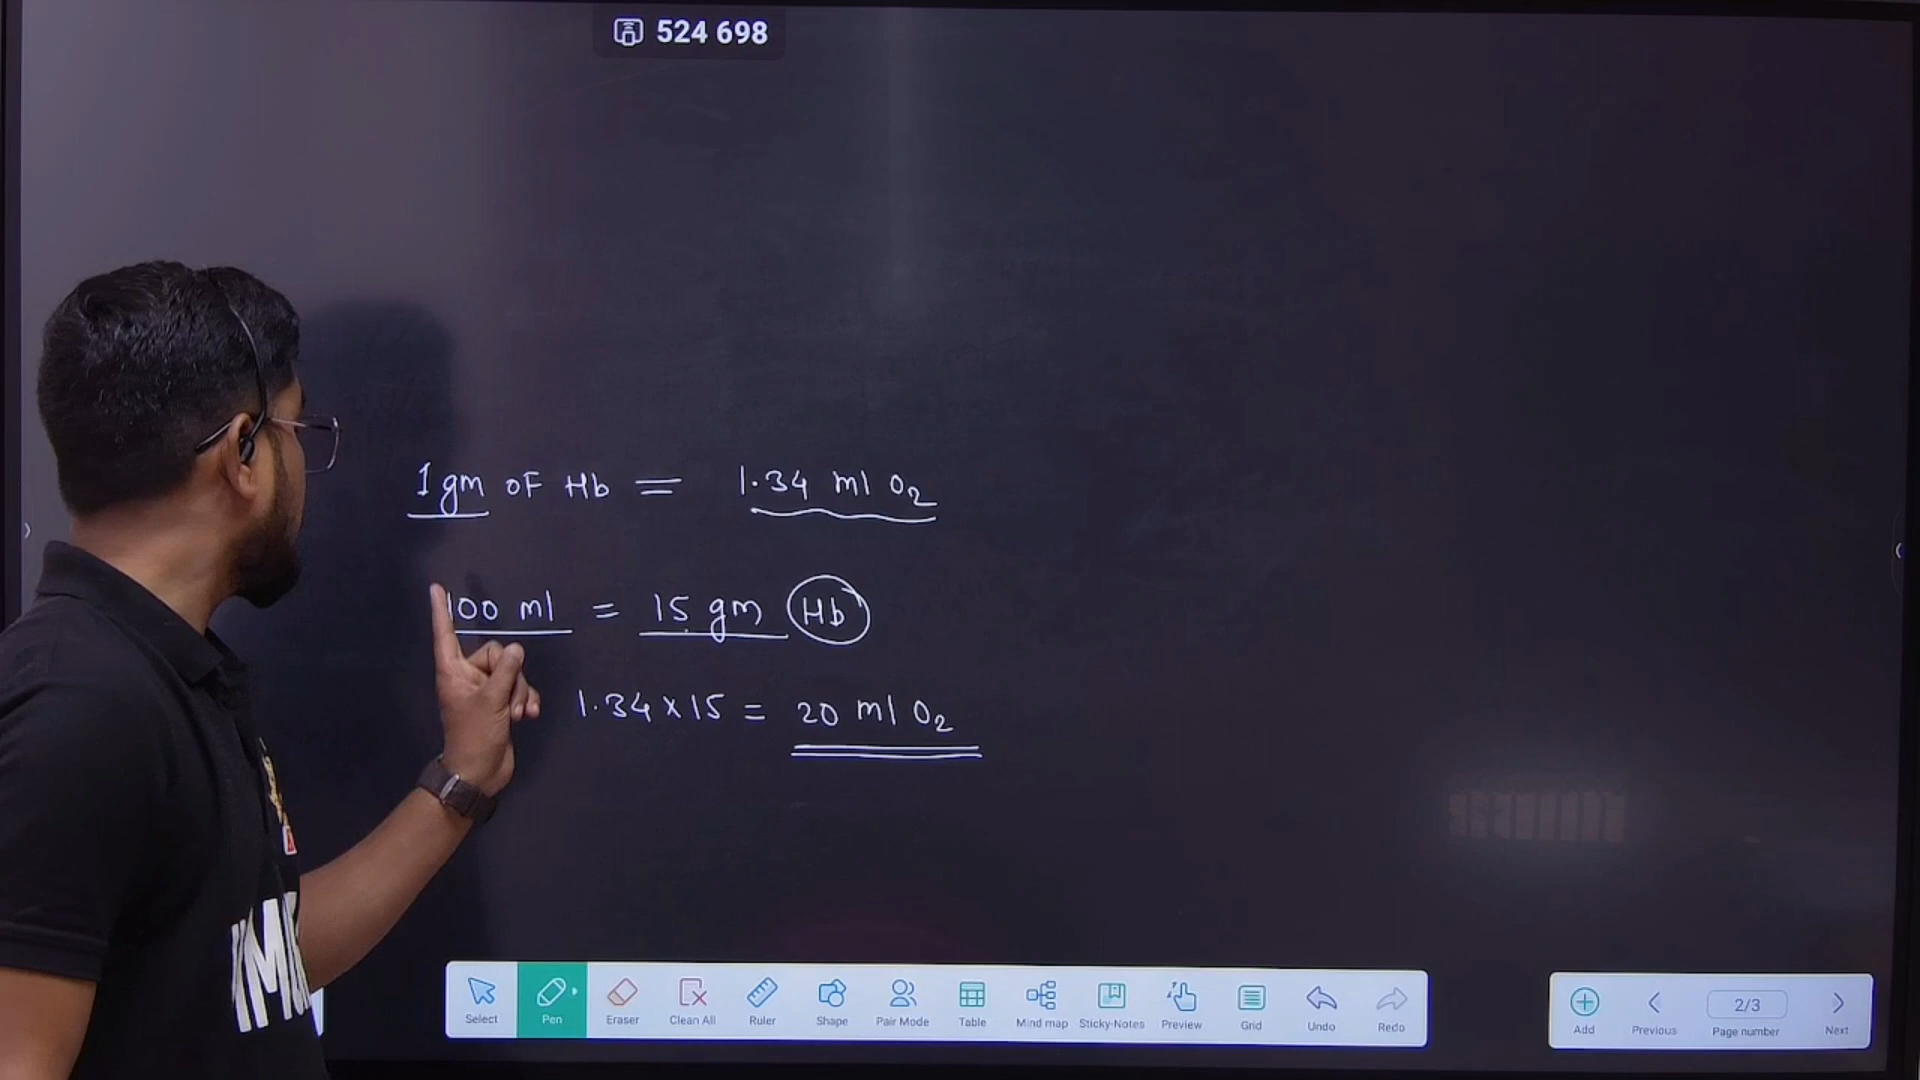 524 698
1 gm OF Hb = 1.34 ml O2
100 ml = 15 gm Hb
1.34 x 15 = 20 ml O2
Select Pen Eraser Clean All Ruler Shape Pair Mode Table Mind map Sticky-Notes Preview Grid Undo Redo
Add Previous 2/3 Page number Next